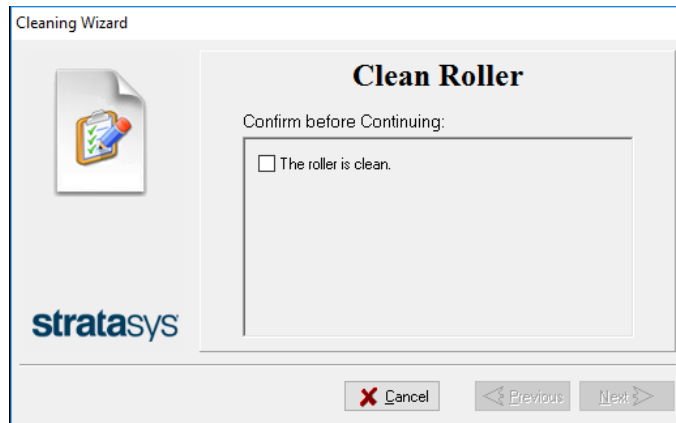 Cleaning Wizard
Clean Roller
Confirm before Continuing:
The roller is clean.
stratasys
Cancel
Previous
Next